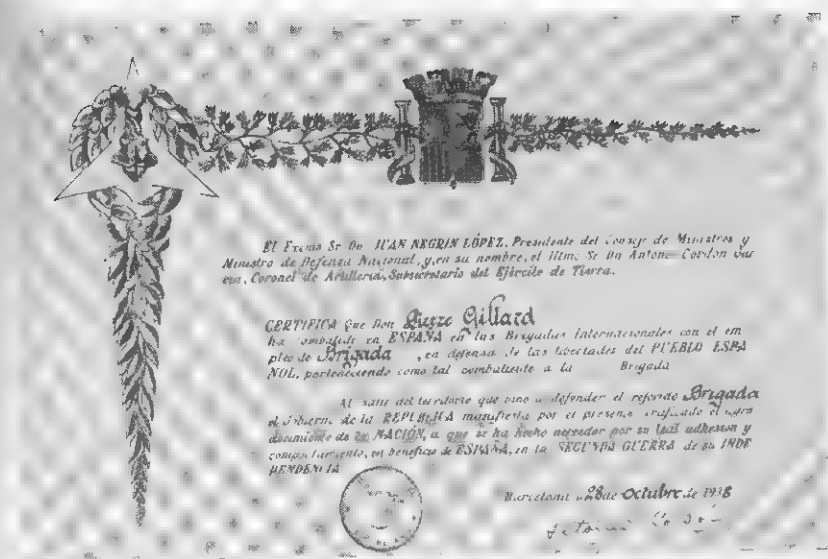 El Excmo Sr Dn JUAN NEGRIN LÓPEZ, Presidente del Consejo de Ministros y
Ministro de Defensa Nacional, y, en su nombre, el Iltmo Sr Dn Antonio Cordón Gar
cia, Coronel de Artillería, Subsecretario del Ejército de Tierra.
CERTIFICA Que Don Pierre Gillard
ha combatido en ESPAÑA en las Brigadas Internacionales con el em
pleo de Brigada , en defensa de las libertades del PUEBLO ESPA
ÑOL, perteneciendo como tal combatiente a la Brigada
Al salir del territorio que vino a defender el referido Brigada
el Gobierno de la REPUBLICA manifiesta por el presente certificado el agra
decimiento de la NACIÓN, a que se ha hecho acreedor por su leal adhesion y
comportamiento, en beneficio de ESPAÑA, en la SEGUNDA GUERRA de su INDE
PENDENCIA
Barcelona a 28 de Octubre de 1938
Antonio Cordón